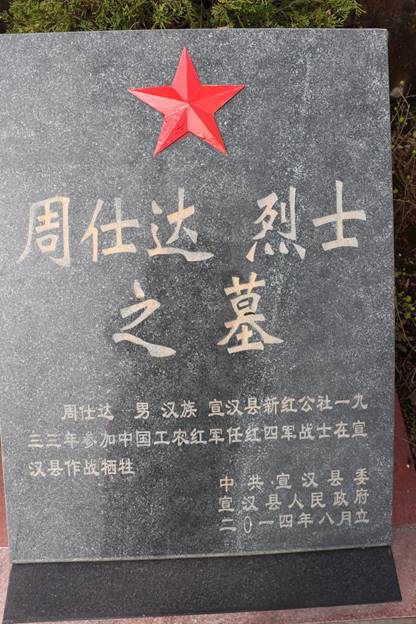 周仕达 烈士
之墓
周仕达 男 汉族 宣汉县新红公社一九
三三年参加中国工农红军任红四军战士在宣
汉县作战牺牲
中共宣汉县委
宣汉县人民政府
二0一四年八月立